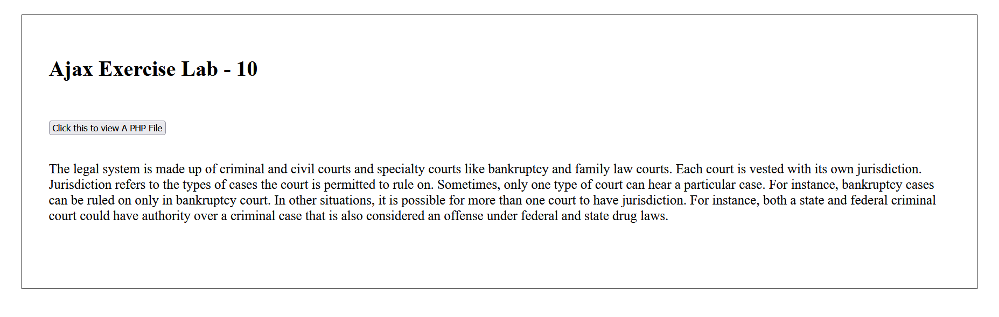 Ajax Exercise Lab - 10
Click this to view A PHP File
The legal system is made up of criminal and civil courts and specialty courts like bankruptcy and family law courts. Each court is vested with its own jurisdiction.
Jurisdiction refers to the types of cases the court is permitted to rule on. Sometimes, only one type of court can hear a particular case. For instance, bankruptcy cases
can be ruled on only in bankruptcy court. In other situations, it is possible for more than one court to have jurisdiction. For instance, both a state and federal criminal
court could have authority over a criminal case that is also considered an offense under federal and state drug laws.